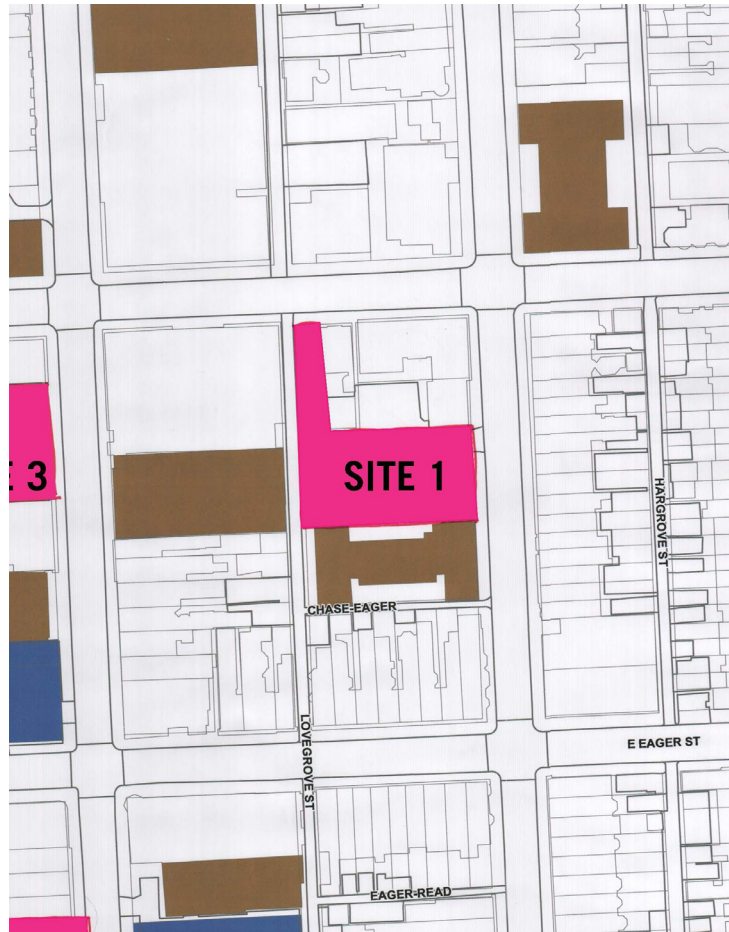 E 3
SITE 1
HARGROVE ST
CHASE-EAGER
LOVEGROVE ST
E EAGER ST
EAGER-READ